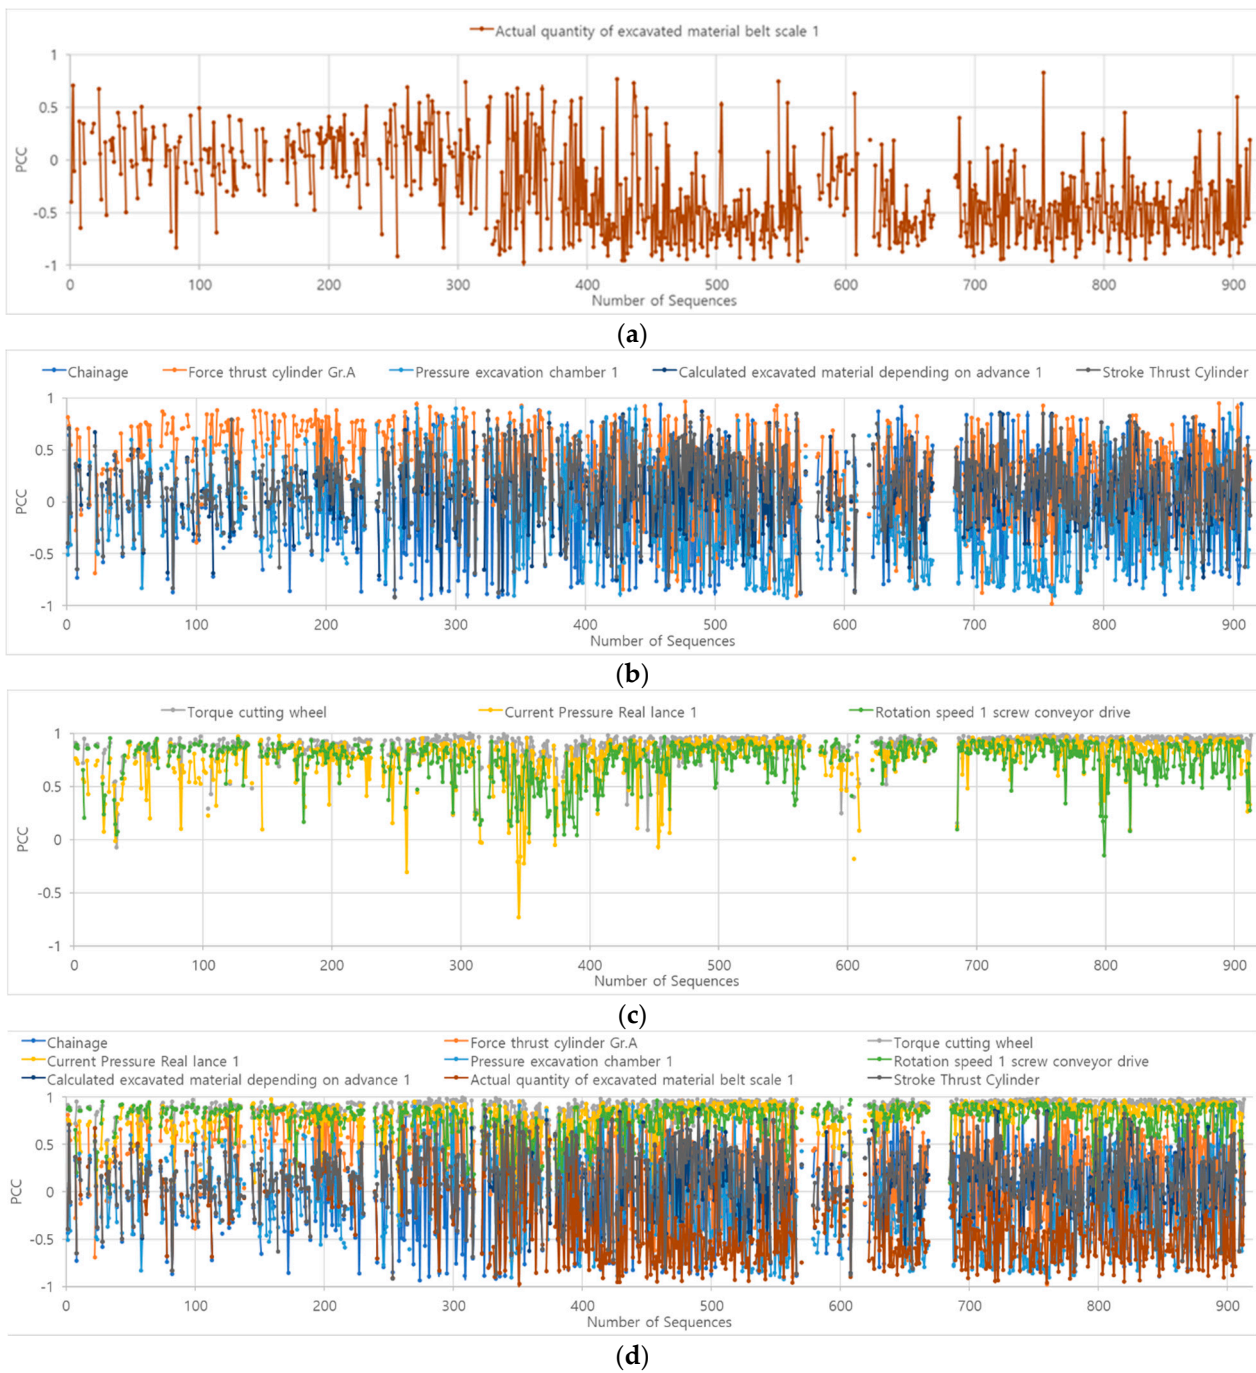 Actual quantity of excavated material belt scale 1
1
0.5
0
-0.5
-1
PCC
0 100 200 300 400 500 600 700 800 900
Number of Sequences
(a)
Chainage Force thrust cylinder Gr.A Pressure excavation chamber 1 Calculated excavated material depending on advance 1 Stroke Thrust Cylinder
1
0.5
0
-0.5
-1
PCC
0 100 200 300 400 500 600 700 800 900
Number of Sequences
(b)
Torque cutting wheel Current Pressure Real lance 1 Rotation speed 1 screw conveyor drive
1
0.5
0
-0.5
-1
PCC
0 100 200 300 400 500 600 700 800 900
Number of Sequences
(c)
Chainage Force thrust cylinder Gr.A Torque cutting wheel
Current Pressure Real lance 1 Pressure excavation chamber 1 Rotation speed 1 screw conveyor drive
Calculated excavated material depending on advance 1 Actual quantity of excavated material belt scale 1 Stroke Thrust Cylinder
1
0.5
0
-0.5
-1
PCC
0 100 200 300 400 500 600 700 800 900
Number of Sequences
(d)